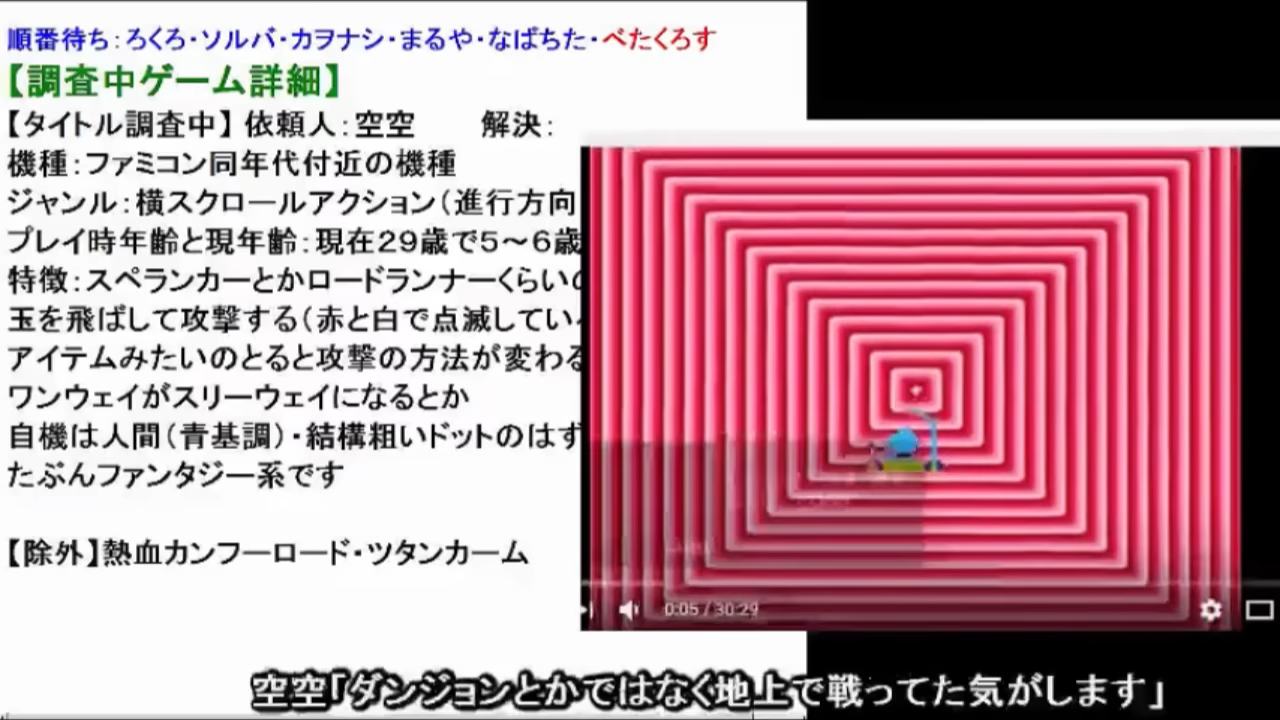 順番待ち:ろくろ・ソルバ・カヲナシ・まるや・なばちた・べたくろす
【調査中ゲーム詳細】
【タイトル調査中】依頼人:空空 解決:
機種:ファミコン同年代付近の機種
ジャンル:横スクロールアクション(進行方向
プレイ時年齢と現年齢:現在29歳で5～6歳
特徴:スペランカーとかロードランナーくらいの
玉を飛ばして攻撃する(赤と白で点滅してい
アイテムみたいのとると攻撃の方法が変わる
ワンウェイがスリーウェイになるとか
自機は人間(青基調)・結構粗いドットのはず
たぶんファンタジー系です
【除外】熱血カンフーロード・ツタンカーム
0:05 / 30:29
空空「ダンジョンとかではなく地上で戦ってた気がします」